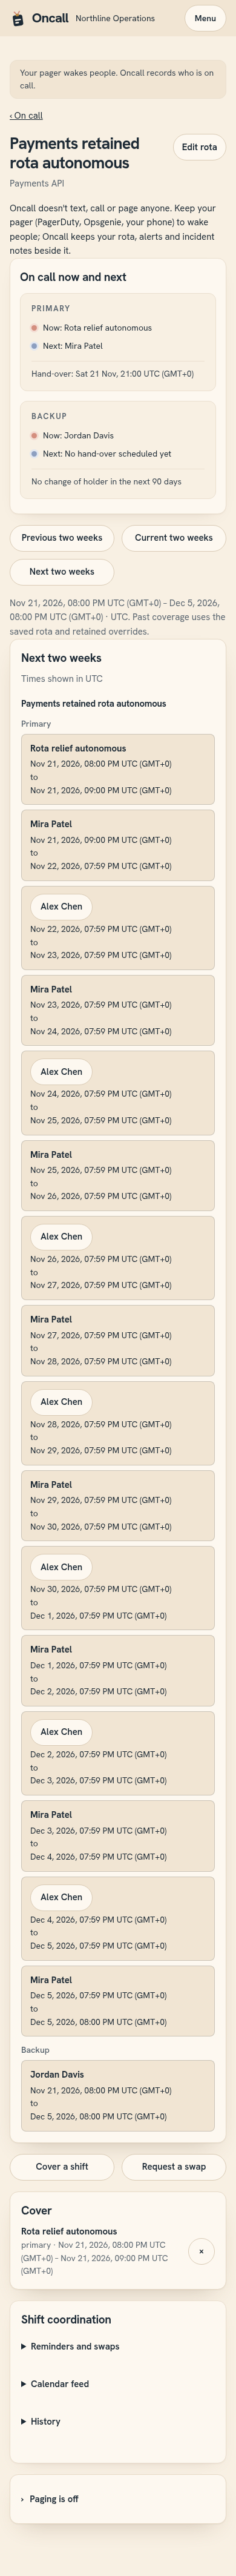 Oncall Northline Operations Menu
Your pager wakes people. Oncall records who is on
call.
‹ On call
Payments retained
rota autonomous
Edit rota
Payments API
Oncall doesn't text, call or page anyone. Keep your
pager (PagerDuty, Opsgenie, your phone) to wake
people; Oncall keeps your rota, alerts and incident
notes beside it.
On call now and next
PRIMARY
Now: Rota relief autonomous
Next: Mira Patel
Hand-over: Sat 21 Nov, 21:00 UTC (GMT+0)
BACKUP
Now: Jordan Davis
Next: No hand-over scheduled yet
No change of holder in the next 90 days
Previous two weeks
Current two weeks
Next two weeks
Nov 21, 2026, 08:00 PM UTC (GMT+0) – Dec 5, 2026,
08:00 PM UTC (GMT+0) · UTC. Past coverage uses the
saved rota and retained overrides.
Next two weeks
Times shown in UTC
Payments retained rota autonomous
Primary
Rota relief autonomous
Nov 21, 2026, 08:00 PM UTC (GMT+0)
to
Nov 21, 2026, 09:00 PM UTC (GMT+0)
Mira Patel
Nov 21, 2026, 09:00 PM UTC (GMT+0)
to
Nov 22, 2026, 07:59 PM UTC (GMT+0)
Alex Chen
Nov 22, 2026, 07:59 PM UTC (GMT+0)
to
Nov 23, 2026, 07:59 PM UTC (GMT+0)
Mira Patel
Nov 23, 2026, 07:59 PM UTC (GMT+0)
to
Nov 24, 2026, 07:59 PM UTC (GMT+0)
Alex Chen
Nov 24, 2026, 07:59 PM UTC (GMT+0)
to
Nov 25, 2026, 07:59 PM UTC (GMT+0)
Mira Patel
Nov 25, 2026, 07:59 PM UTC (GMT+0)
to
Nov 26, 2026, 07:59 PM UTC (GMT+0)
Alex Chen
Nov 26, 2026, 07:59 PM UTC (GMT+0)
to
Nov 27, 2026, 07:59 PM UTC (GMT+0)
Mira Patel
Nov 27, 2026, 07:59 PM UTC (GMT+0)
to
Nov 28, 2026, 07:59 PM UTC (GMT+0)
Alex Chen
Nov 28, 2026, 07:59 PM UTC (GMT+0)
to
Nov 29, 2026, 07:59 PM UTC (GMT+0)
Mira Patel
Nov 29, 2026, 07:59 PM UTC (GMT+0)
to
Nov 30, 2026, 07:59 PM UTC (GMT+0)
Alex Chen
Nov 30, 2026, 07:59 PM UTC (GMT+0)
to
Dec 1, 2026, 07:59 PM UTC (GMT+0)
Mira Patel
Dec 1, 2026, 07:59 PM UTC (GMT+0)
to
Dec 2, 2026, 07:59 PM UTC (GMT+0)
Alex Chen
Dec 2, 2026, 07:59 PM UTC (GMT+0)
to
Dec 3, 2026, 07:59 PM UTC (GMT+0)
Mira Patel
Dec 3, 2026, 07:59 PM UTC (GMT+0)
to
Dec 4, 2026, 07:59 PM UTC (GMT+0)
Alex Chen
Dec 4, 2026, 07:59 PM UTC (GMT+0)
to
Dec 5, 2026, 07:59 PM UTC (GMT+0)
Mira Patel
Dec 5, 2026, 07:59 PM UTC (GMT+0)
to
Dec 5, 2026, 08:00 PM UTC (GMT+0)
Backup
Jordan Davis
Nov 21, 2026, 08:00 PM UTC (GMT+0)
to
Dec 5, 2026, 08:00 PM UTC (GMT+0)
Cover a shift
Request a swap
Cover
Rota relief autonomous
primary · Nov 21, 2026, 08:00 PM UTC
(GMT+0) – Nov 21, 2026, 09:00 PM UTC
(GMT+0)
×
Shift coordination
▶ Reminders and swaps
▶ Calendar feed
▶ History
› Paging is off